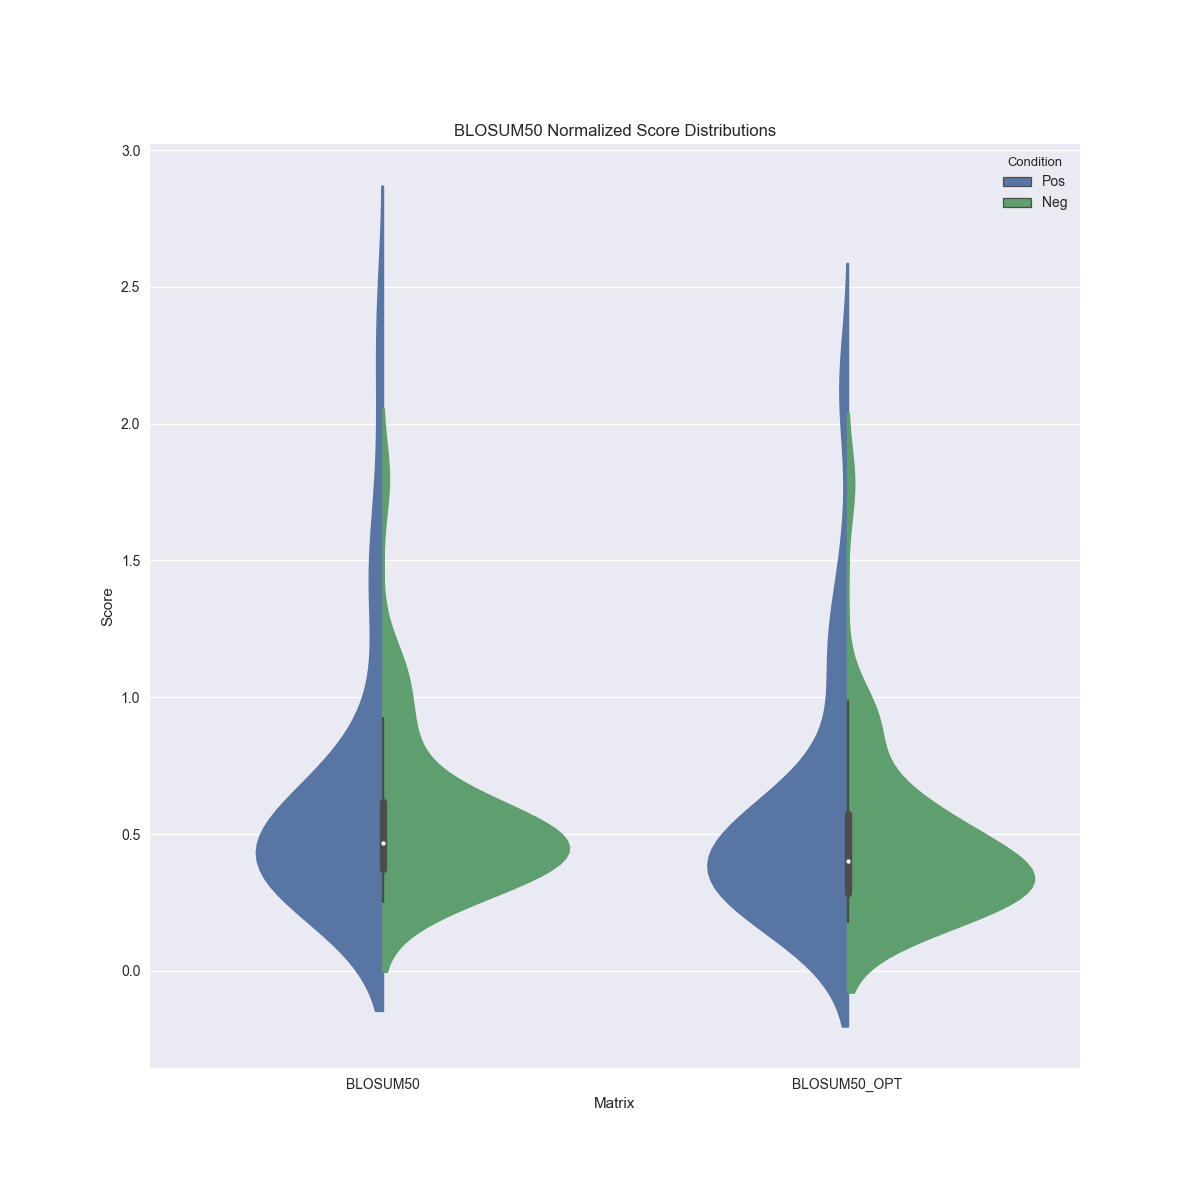 BLOSUM50 Normalized Score Distributions
3.0
2.5
2.0
1.5
1.0
0.5
0.0
Score
Condition
Pos
Neg
BLOSUM50
BLOSUM50_OPT
Matrix